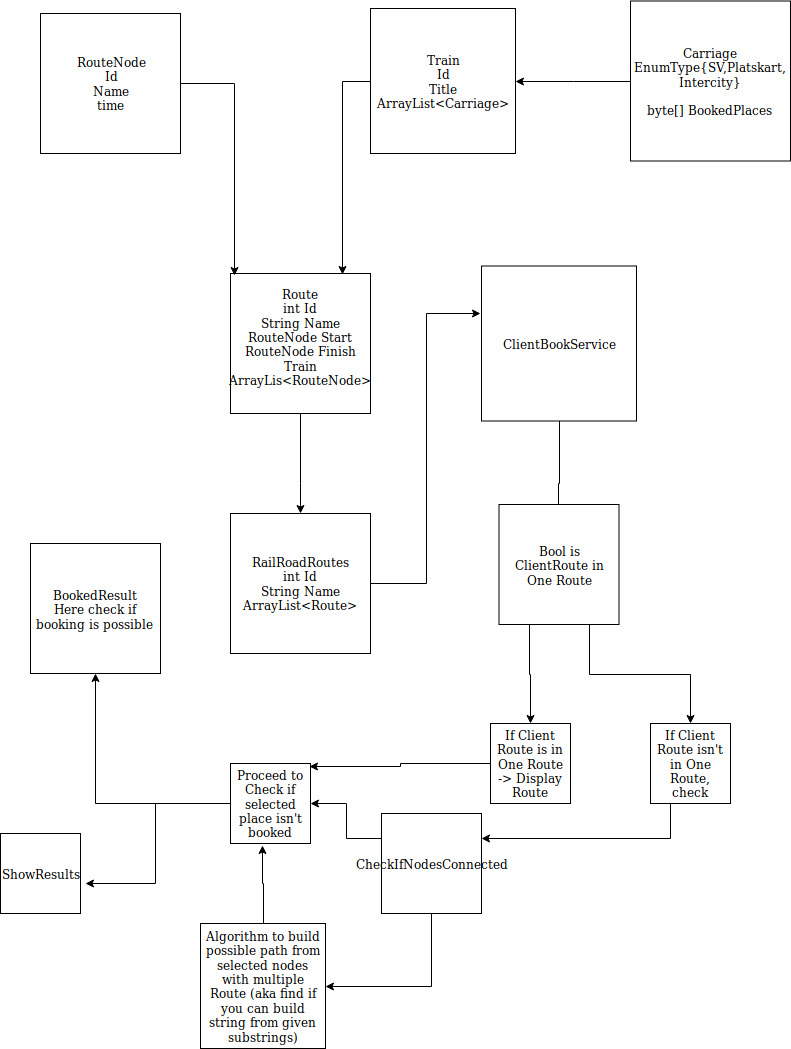 RouteNode
Id
Name
time
Train
Id
Title
ArrayList<Carriage>
Carriage
EnumType{SV,Platskart,
Intercity}
byte[] BookedPlaces
Route
int Id
String Name
RouteNode Start
RouteNode Finish
Train
ArrayLis<RouteNode>
ClientBookService
RailRoadRoutes
int Id
String Name
ArrayList<Route>
Bool is
ClientRoute in
One Route
BookedResult
Here check if
booking is possible
If Client
Route is in
One Route
-> Display
Route
If Client
Route isn't
in One
Route,
check
Proceed to
Check if
selected
place isn't
booked
CheckIfNodesConnected
ShowResults
Algorithm to build
possible path from
selected nodes
with multiple
Route (aka find if
you can build
string from given
substrings)